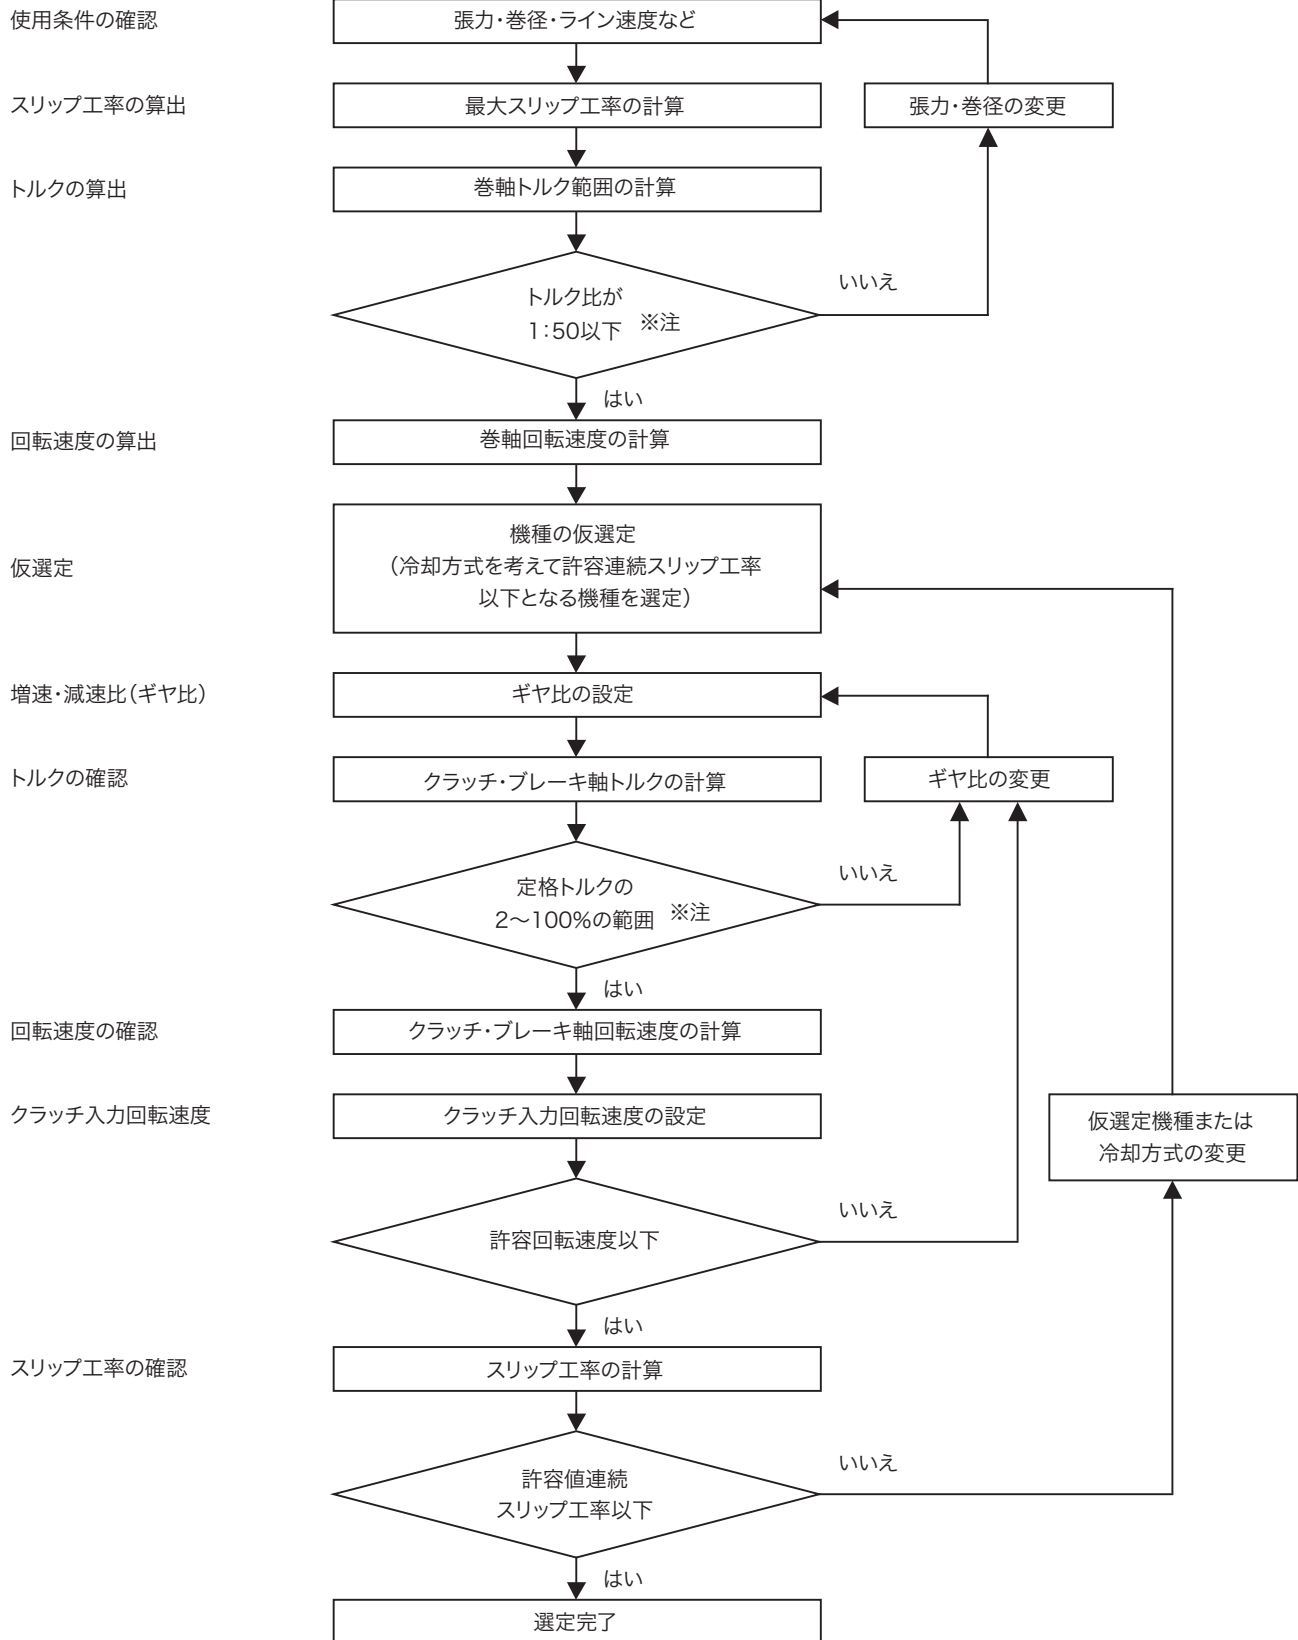 使用条件の確認
張力・巻径・ライン速度など
スリップ工率の算出
最大スリップ工率の計算
張力・巻径の変更
トルクの算出
巻軸トルク範囲の計算
トルク比が
1：50以下 ※注
いいえ
はい
回転速度の算出
巻軸回転速度の計算
仮選定
機種の仮選定
（冷却方式を考えて許容連続スリップ工率
以下となる機種を選定）
増速・減速比（ギヤ比）
ギヤ比の設定
トルクの確認
クラッチ・ブレーキ軸トルクの計算
ギヤ比の変更
定格トルクの
2〜100%の範囲 ※注
いいえ
はい
回転速度の確認
クラッチ・ブレーキ軸回転速度の計算
クラッチ入力回転速度
クラッチ入力回転速度の設定
仮選定機種または
冷却方式の変更
許容回転速度以下
いいえ
はい
スリップ工率の確認
スリップ工率の計算
許容値連続
スリップ工率以下
いいえ
はい
選定完了